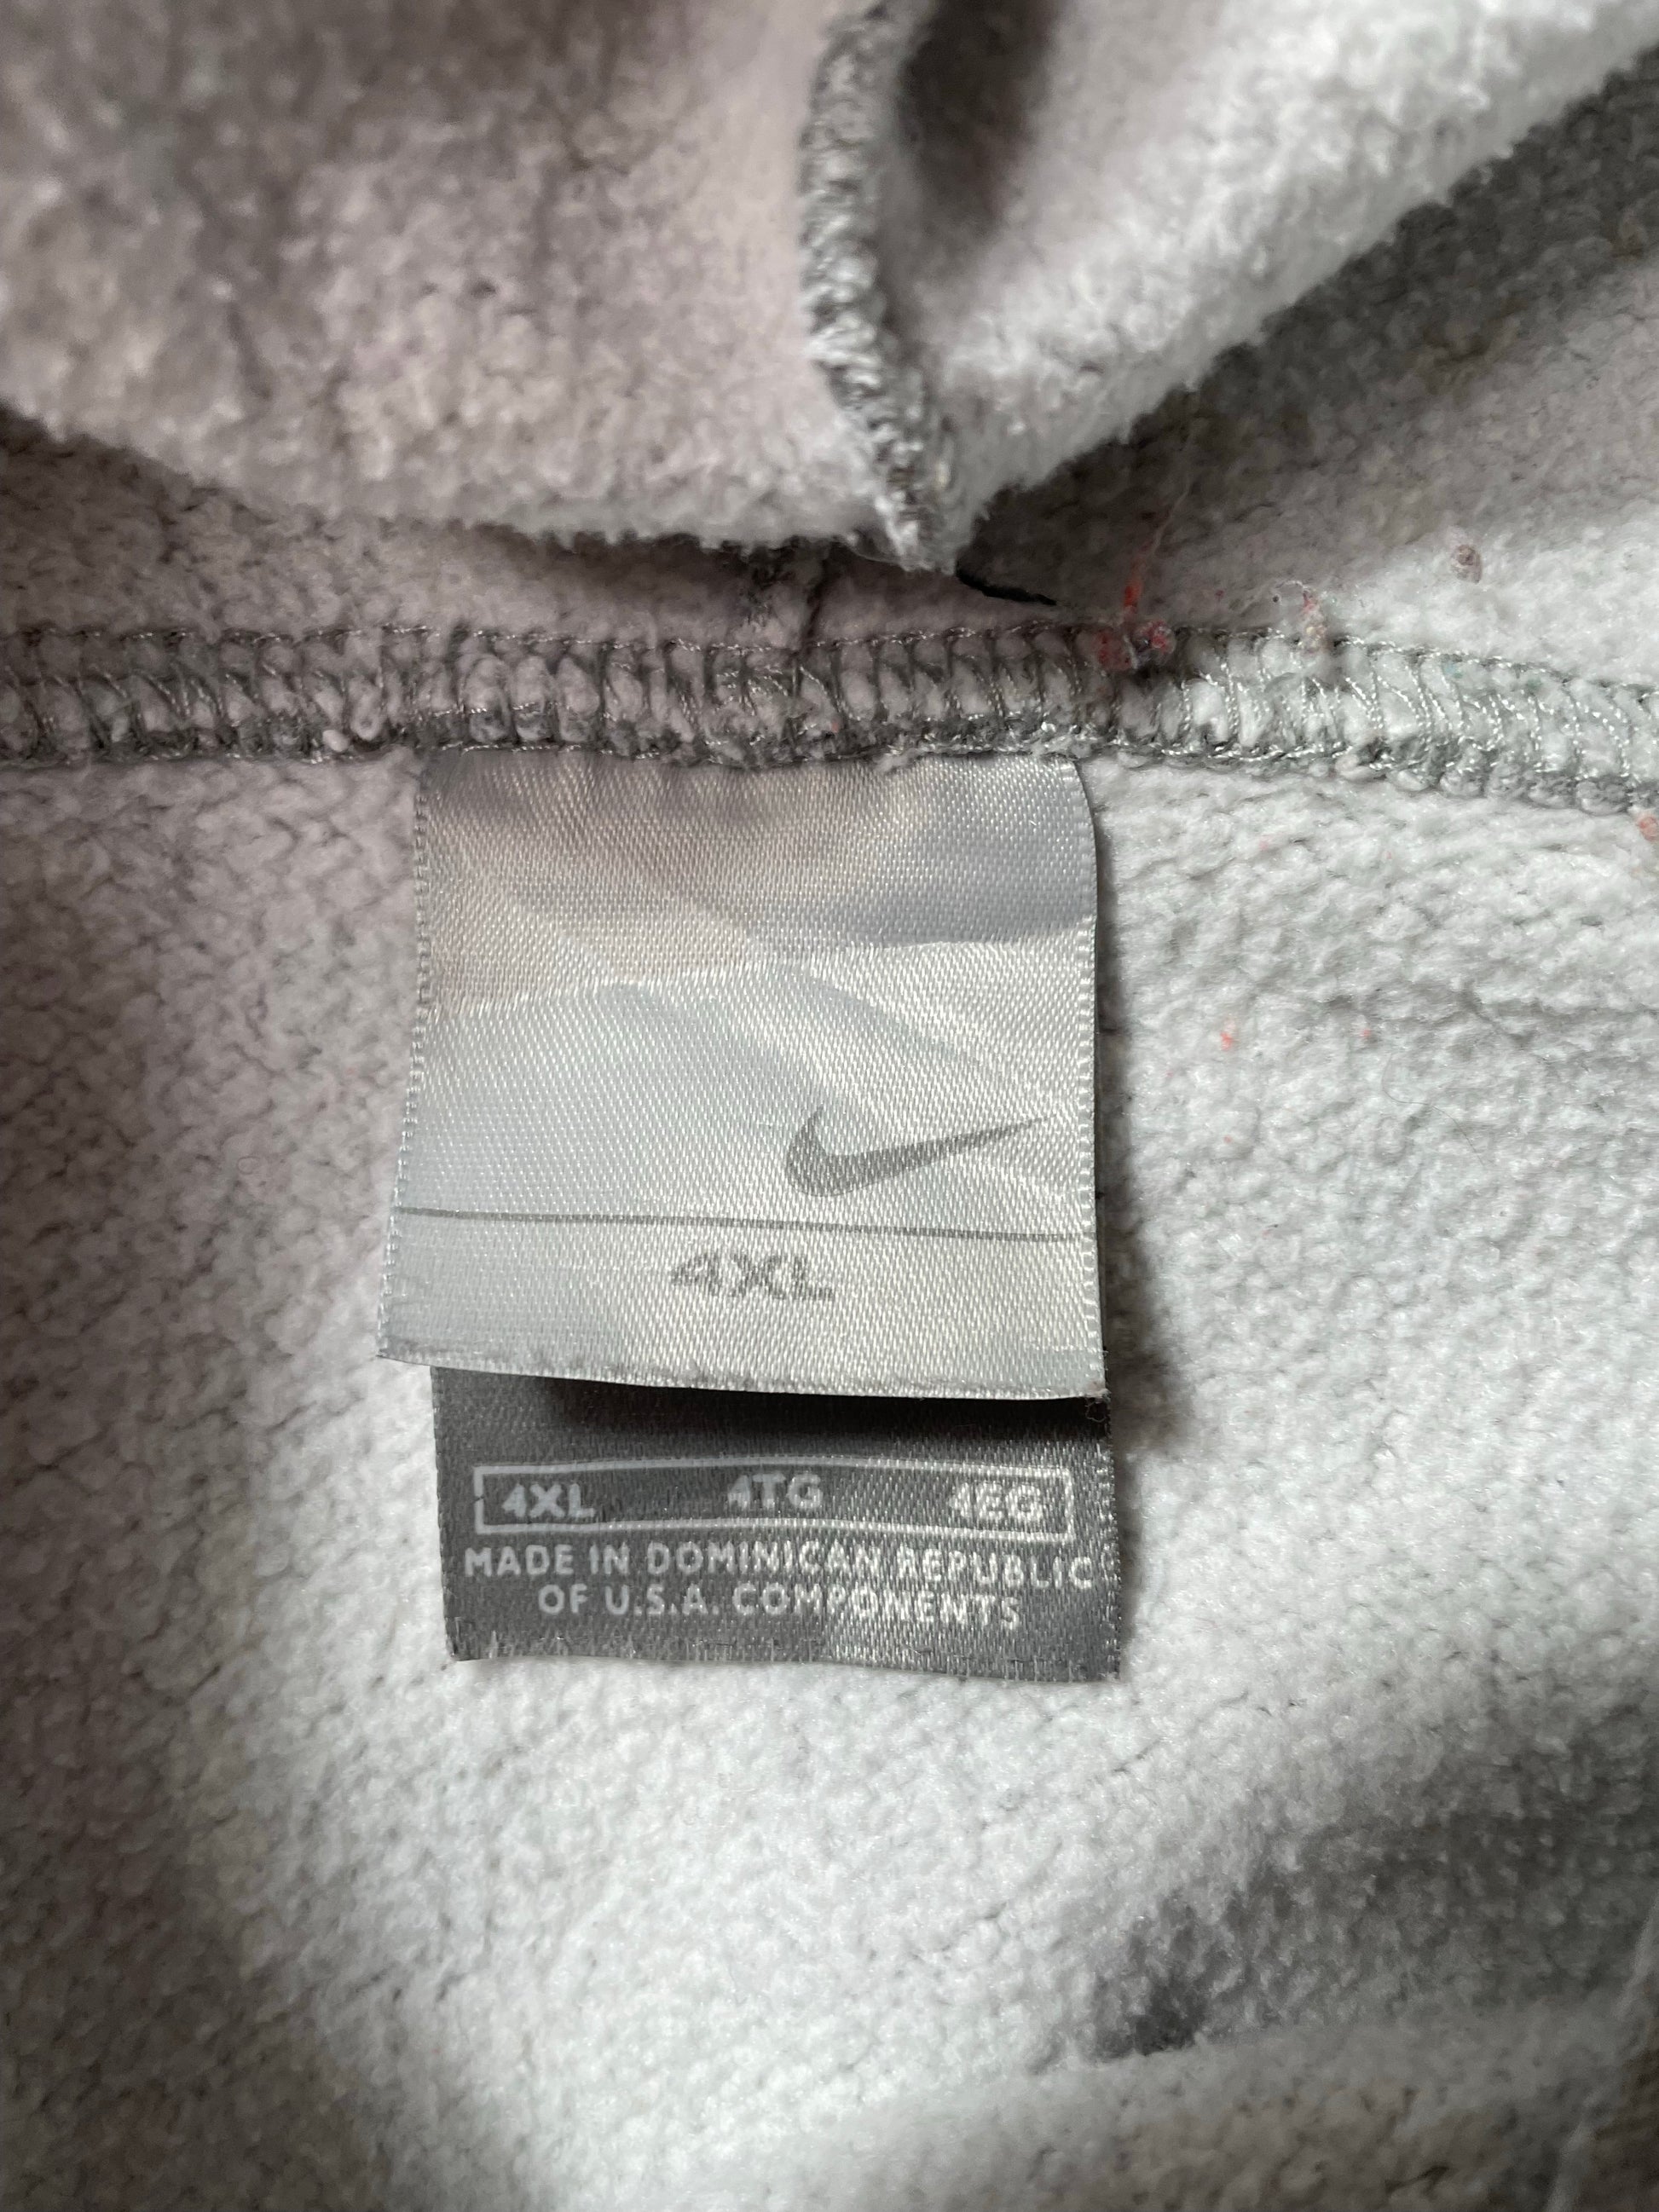 4XL
4XL 4TG 4EG
MADE IN DOMINICAN REPUBLIC
OF U.S.A. COMPONENTS